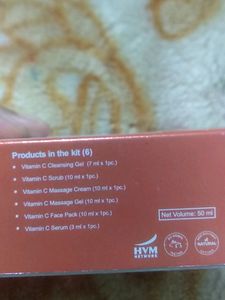 Products in the kit (6)
• Vitamin C Cleansing Gel (7 ml x 1pc.)
• Vitamin C Scrub (10 ml x 1pc.)
• Vitamin C Massage Cream (10 ml x 1pc.)
• Vitamin C Massage Gel (10 ml x 1pc.)
• Vitamin C Face Pack (10 ml x 1pc.)
• Vitamin C Serum (3 ml x 1pc.)
Net Volume: 50 ml
HVM
NETWORK
NATURAL